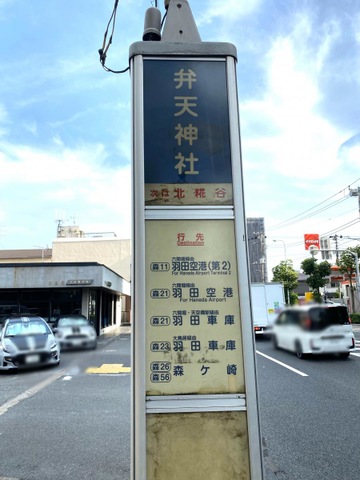 弁天神社
次は 北糀谷
行先
Destination
六間堀経由
森11 羽田空港(第2)
For Haneda Airport Terminal 2
六間堀経由
森21 羽田空港
For Haneda Airport
六間堀・天空橋駅経由
森21 羽田車庫
大鳥居経由
森23 羽田車庫
森26
森56 森ケ崎